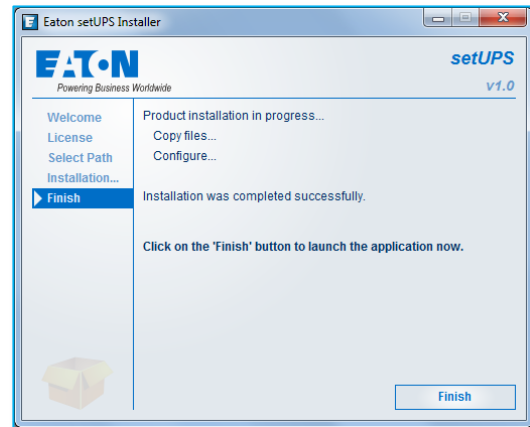 Eaton setUPS Installer
EATON
Powering Business Worldwide
setUPS
v1.0
Welcome
License
Select Path
Installation...
Finish
Product installation in progress...
Copy files...
Configure...
Installation was completed successfully.
Click on the 'Finish' button to launch the application now.
Finish